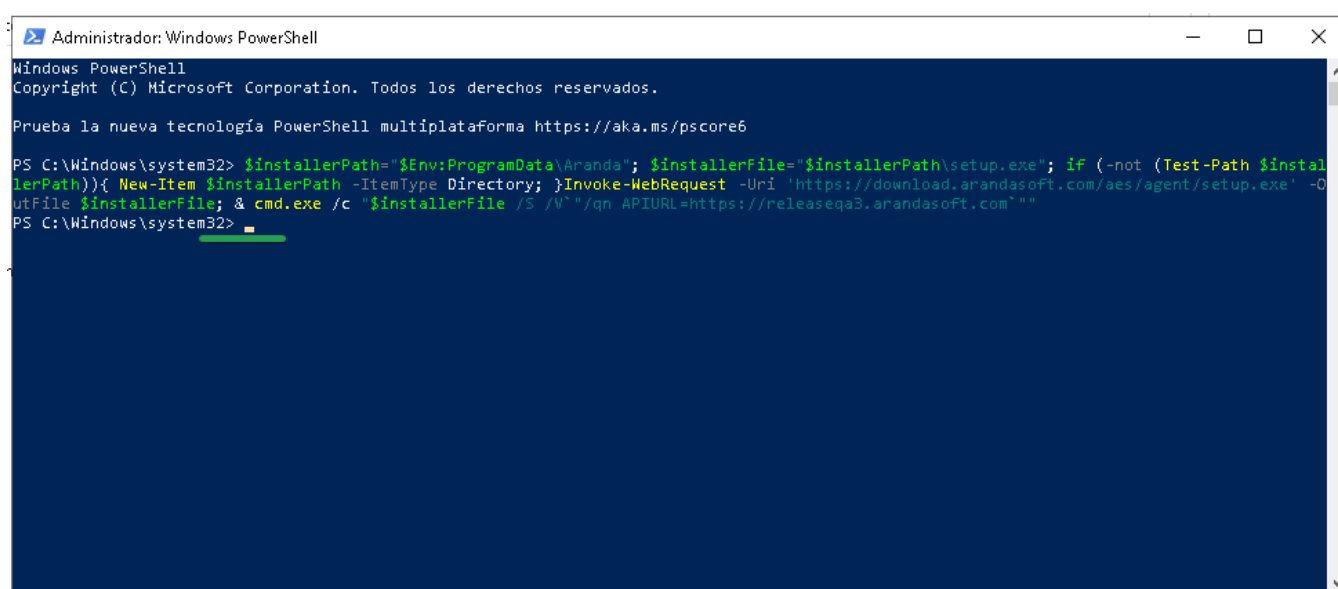 Administrador: Windows PowerShell
Windows PowerShell
Copyright (C) Microsoft Corporation. Todos los derechos reservados.
Prueba la nueva tecnología PowerShell multiplataforma https://aka.ms/pscore6
PS C:\Windows\system32> $installerPath="$Env:ProgramData\Aranda"; $installerFile="$installerPath\setup.exe"; if (-not (Test-Path $instal
lerPath)){ New-Item $installerPath -ItemType Directory; }Invoke-WebRequest -Uri 'https://download.arandasoft.com/aes/agent/setup.exe' -O
utFile $installerFile; & cmd.exe /c "$installerFile /S /V`"/qn APIURL=https://releaseqa3.arandasoft.com`""
PS C:\Windows\system32>